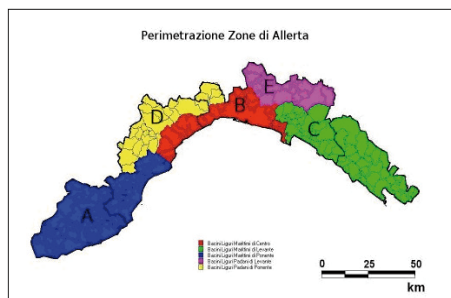 Perimetrazione Zone di Allerta
E
D
B
C
A
Bacini Liguri Marittimi di Centro
Bacini Liguri Marittimi di Levante
Bacini Liguri Marittimi di Ponente
Bacini Liguri Padani di Levante
Bacini Liguri Padani di Ponente
0 25 50
km